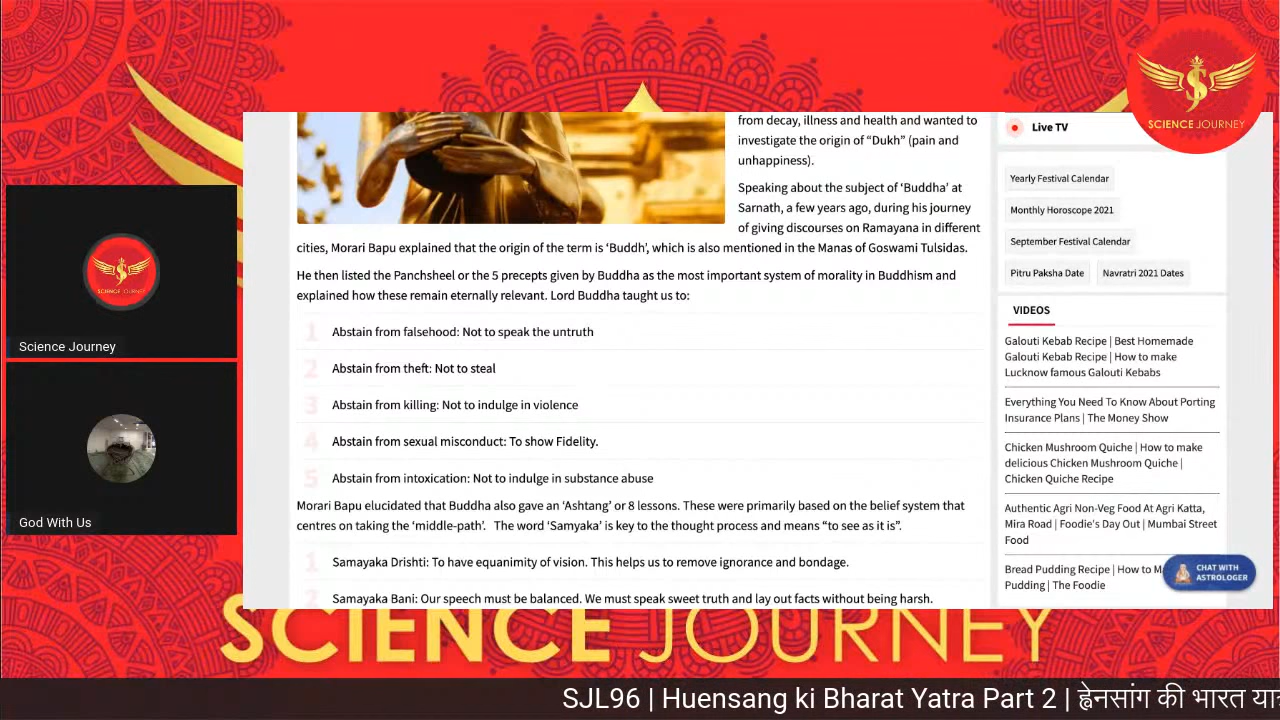 SCIENCE JOURNEY
from decay, illness and health and wanted to
investigate the origin of “Dukh” (pain and
unhappiness).
Speaking about the subject of ‘Buddha’ at
Sarnath, a few years ago, during his journey
of giving discourses on Ramayana in different
cities, Morari Bapu explained that the origin of the term is ‘Buddh’, which is also mentioned in the Manas of Goswami Tulsidas.
He then listed the Panchsheel or the 5 precepts given by Buddha as the most important system of morality in Buddhism and
explained how these remain eternally relevant. Lord Buddha taught us to:
1 Abstain from falsehood: Not to speak the untruth
2 Abstain from theft: Not to steal
3 Abstain from killing: Not to indulge in violence
4 Abstain from sexual misconduct: To show Fidelity.
5 Abstain from intoxication: Not to indulge in substance abuse
Morari Bapu elucidated that Buddha also gave an ‘Ashtang’ or 8 lessons. These were primarily based on the belief system that
centres on taking the ‘middle-path’. The word ‘Samyaka’ is key to the thought process and means “to see as it is”.
1 Samayaka Drishti: To have equanimity of vision. This helps us to remove ignorance and bondage.
2 Samayaka Bani: Our speech must be balanced. We must speak sweet truth and lay out facts without being harsh.
Live TV
Yearly Festival Calendar
Monthly Horoscope 2021
September Festival Calendar
Pitru Paksha Date
Navratri 2021 Dates
VIDEOS
Galouti Kebab Recipe | Best Homemade
Galouti Kebab Recipe | How to make
Lucknow famous Galouti Kebabs
Everything You Need To Know About Porting
Insurance Plans | The Money Show
Chicken Mushroom Quiche | How to make
delicious Chicken Mushroom Quiche |
Chicken Quiche Recipe
Authentic Agri Non-Veg Food At Agri Katta,
Mira Road | Foodie's Day Out | Mumbai Street
Food
Bread Pudding Recipe | How to M
Pudding | The Foodie
CHAT WITH
ASTROLOGER
SCIENCE JOURNEY
Science Journey
God With Us
SCIENCE JOURNEY
SJL96 | Huensang ki Bharat Yatra Part 2 | ह्वेनसांग की भारत